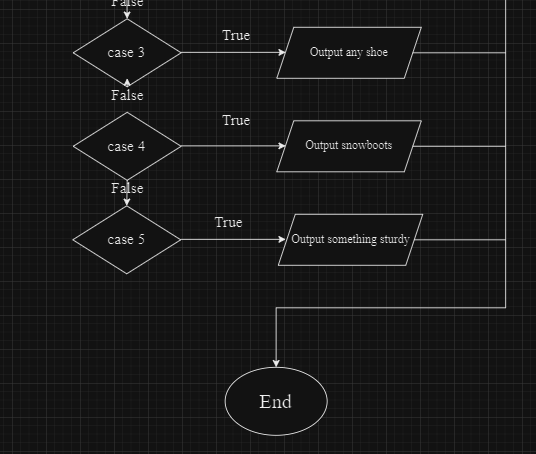 False
case 3
True
Output any shoe
False
case 4
True
Output snowboots
False
case 5
True
Output something sturdy
End